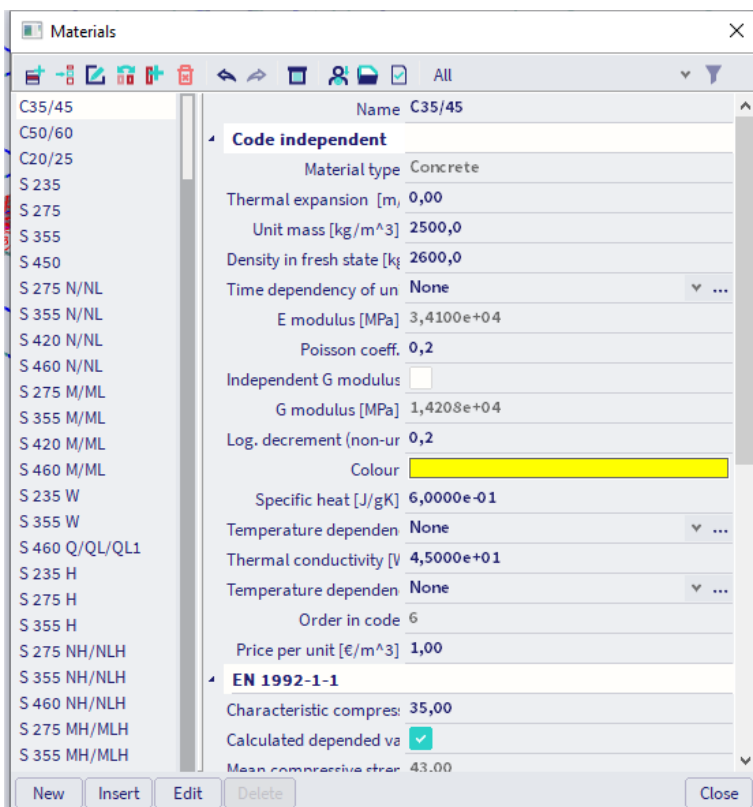 Materials
All
C35/45
C50/60
C20/25
S 235
S 275
S 355
S 450
S 275 N/NL
S 355 N/NL
S 420 N/NL
S 460 N/NL
S 275 M/ML
S 355 M/ML
S 420 M/ML
S 460 M/ML
S 235 W
S 355 W
S 460 Q/QL/QL1
S 235 H
S 275 H
S 355 H
S 275 NH/NLH
S 355 NH/NLH
S 460 NH/NLH
S 275 MH/MLH
S 355 MH/MLH
Name C35/45
Code independent
Material type Concrete
Thermal expansion [m/ 0,00
Unit mass [kg/m^3] 2500,0
Density in fresh state [kg 2600,0
Time dependency of un None ...
E modulus [MPa] 3,4100e+04
Poisson coeff. 0,2
Independent G modulus
G modulus [MPa] 1,4208e+04
Log. decrement (non-ur 0,2
Colour
Specific heat [J/gK] 6,0000e-01
Temperature dependen None ...
Thermal conductivity [W 4,5000e+01
Temperature dependen None ...
Order in code 6
Price per unit [€/m^3] 1,00
EN 1992-1-1
Characteristic compres 35,00
Calculated depended va
Mean compressive stren 43,00
New Insert Edit Delete Close